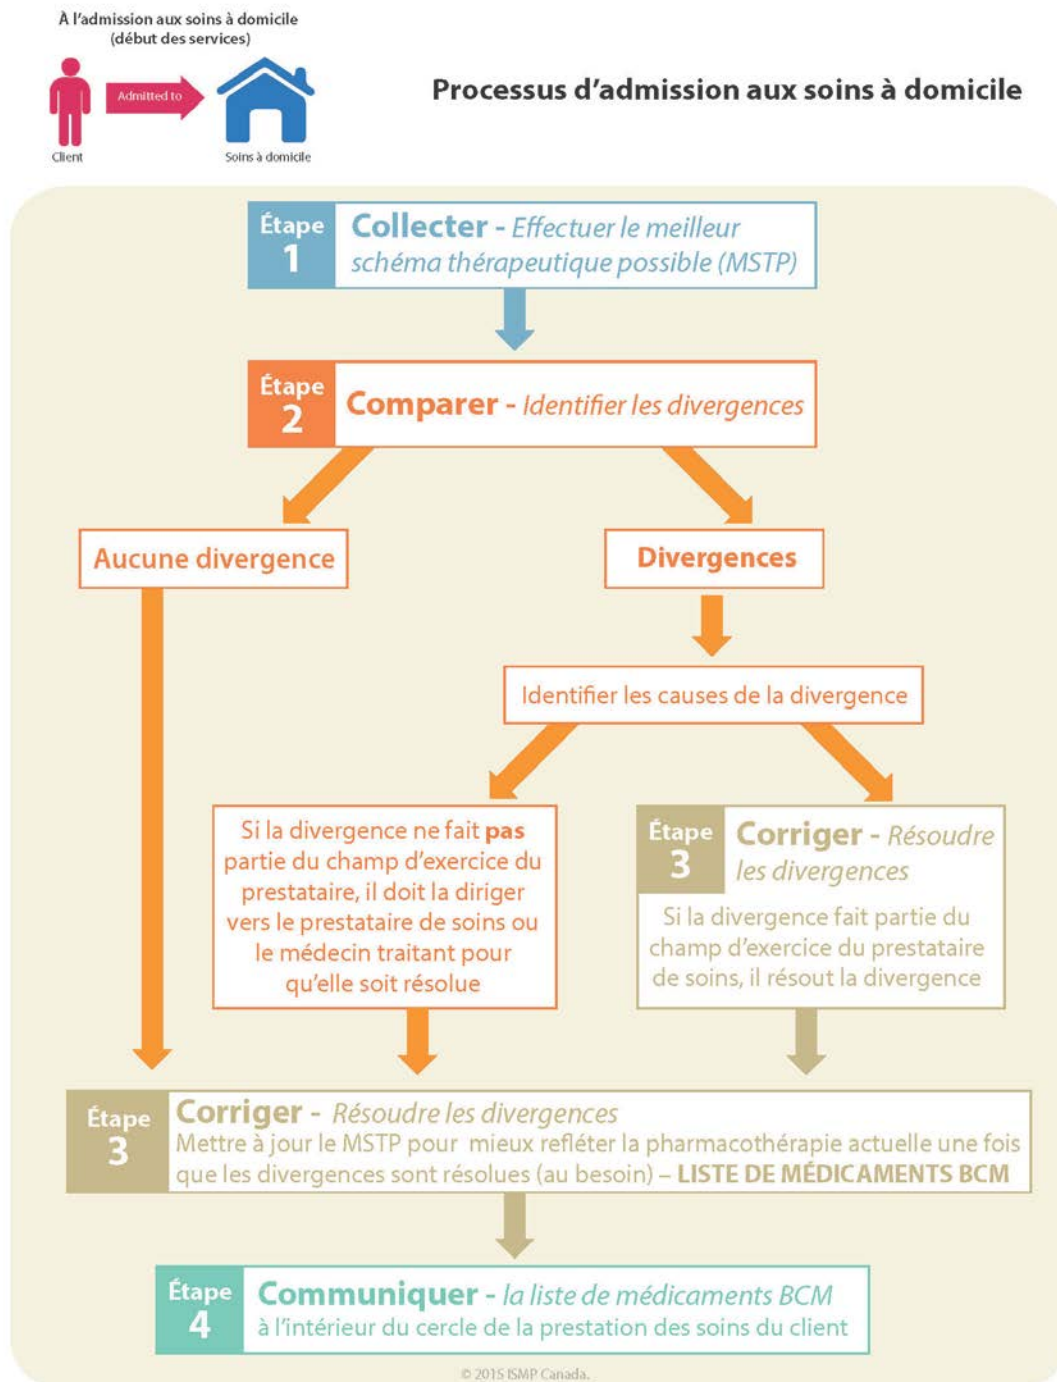 À l'admission aux soins à domicile
(début des services)
Admitted to
Client
Soins à domicile
Processus d'admission aux soins à domicile
Étape
1
Collecter - Effectuer le meilleur
schéma thérapeutique possible (MSTP)
Étape
2
Comparer - Identifier les divergences
Aucune divergence
Divergences
Identifier les causes de la divergence
Si la divergence ne fait pas
partie du champ d'exercice du
prestataire, il doit la diriger
vers le prestataire de soins ou
le médecin traitant pour
qu'elle soit résolue
Étape
3
Corriger - Résoudre
les divergences
Si la divergence fait partie du
champ d'exercice du prestataire
de soins, il résout la divergence
Étape
3
Corriger - Résoudre les divergences
Mettre à jour le MSTP pour mieux refléter la pharmacothérapie actuelle une fois
que les divergences sont résolues (au besoin) – LISTE DE MÉDICAMENTS BCM
Étape
4
Communiquer - la liste de médicaments BCM
à l'intérieur du cercle de la prestation des soins du client
© 2015 ISMP Canada.